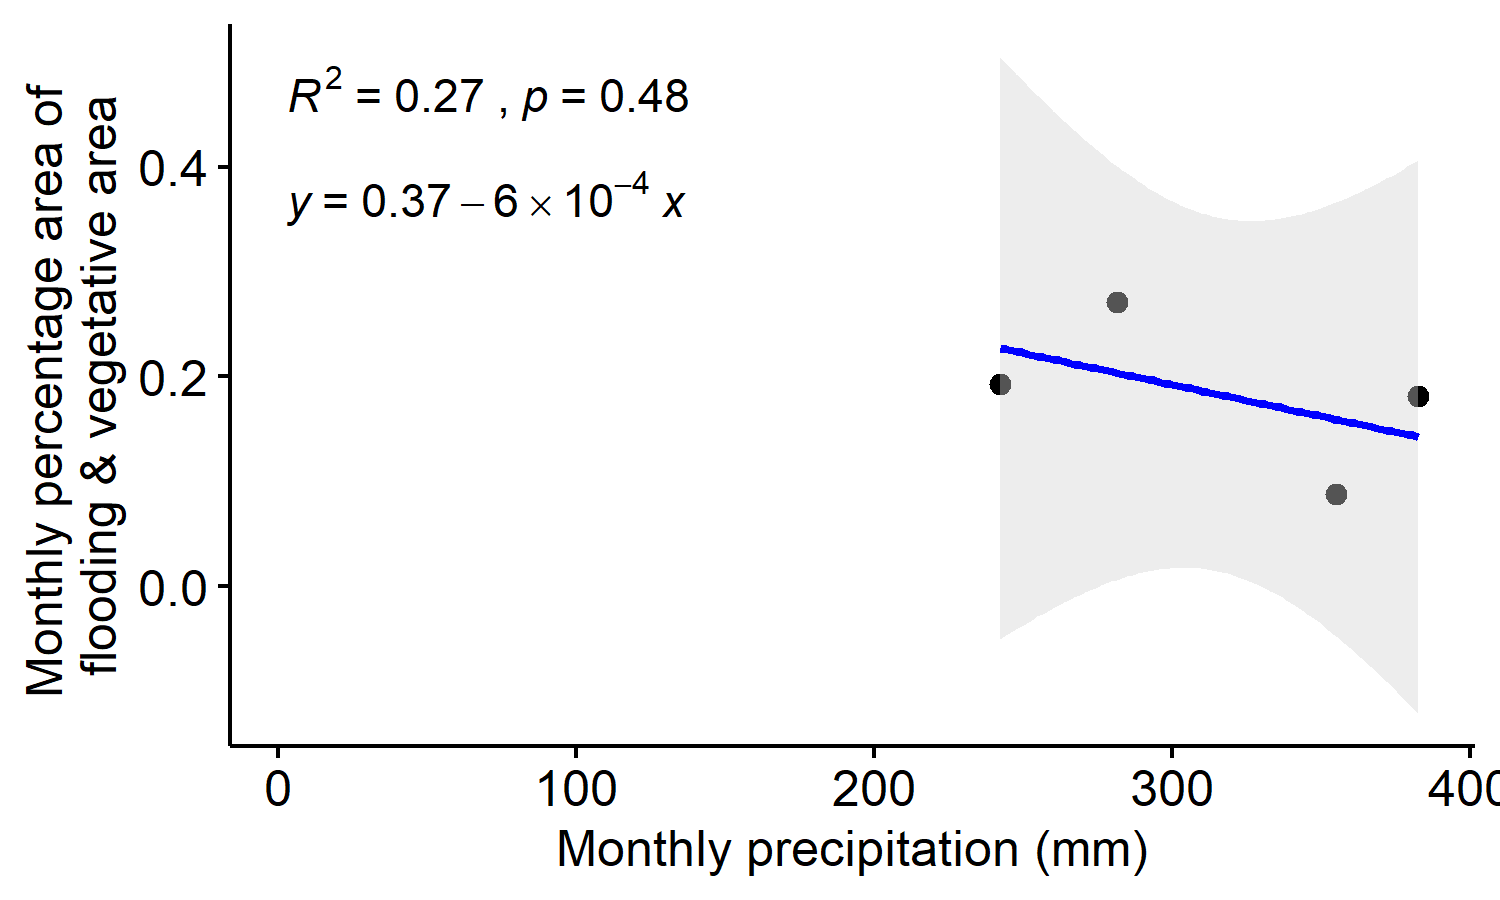 R² = 0.27 , p = 0.48
y = 0.37 − 6 × 10⁻⁴ x
Monthly percentage area of
flooding & vegetative area
0.4
0.2
0.0
0 100 200 300 400
Monthly precipitation (mm)